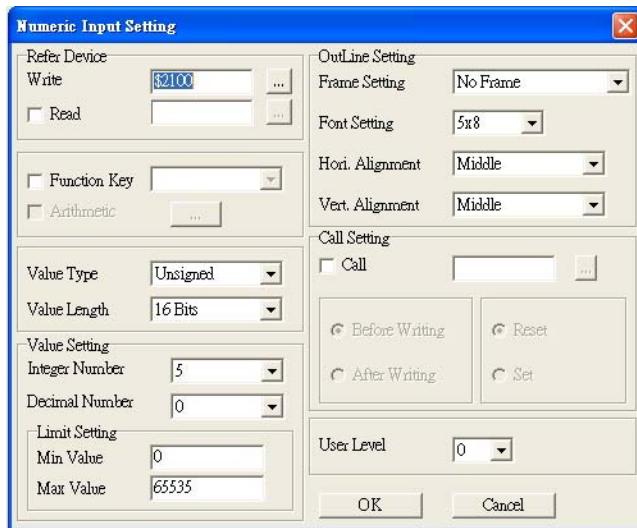 Numeric Input Setting
Refer Device
Write $2100 ...
Read ...
Function Key
Arithmetic ...
Value Type Unsigned
Value Length 16 Bits
Value Setting
Integer Number 5
Decimal Number 0
Limit Setting
Min Value 0
Max Value 65535
OutLine Setting
Frame Setting No Frame
Font Setting 5x8
Hori. Alignment Middle
Vert. Alignment Middle
Call Setting
Call ...
Before Writing
After Writing
Reset
Set
User Level 0
OK Cancel